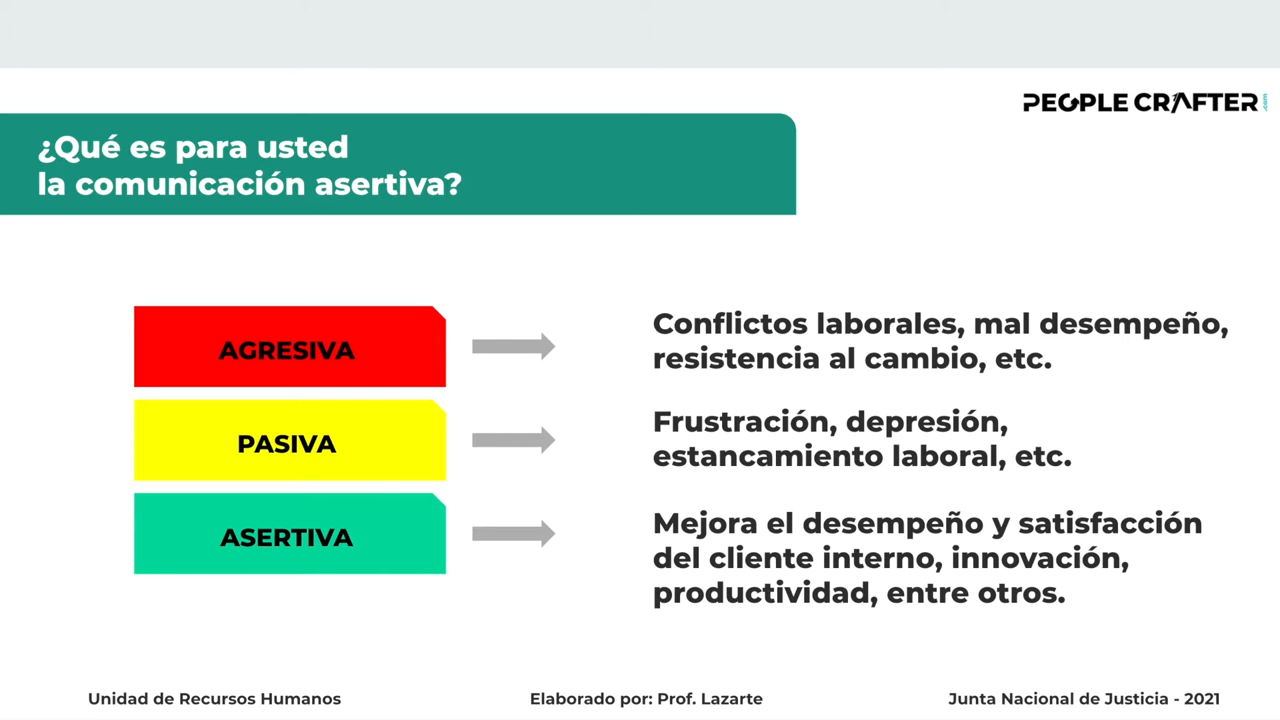 PEOPLE CRAFTER .com
¿Qué es para usted
la comunicación asertiva?
AGRESIVA
Conflictos laborales, mal desempeño,
resistencia al cambio, etc.
PASIVA
Frustración, depresión,
estancamiento laboral, etc.
ASERTIVA
Mejora el desempeño y satisfacción
del cliente interno, innovación,
productividad, entre otros.
Unidad de Recursos Humanos
Elaborado por: Prof. Lazarte
Junta Nacional de Justicia - 2021